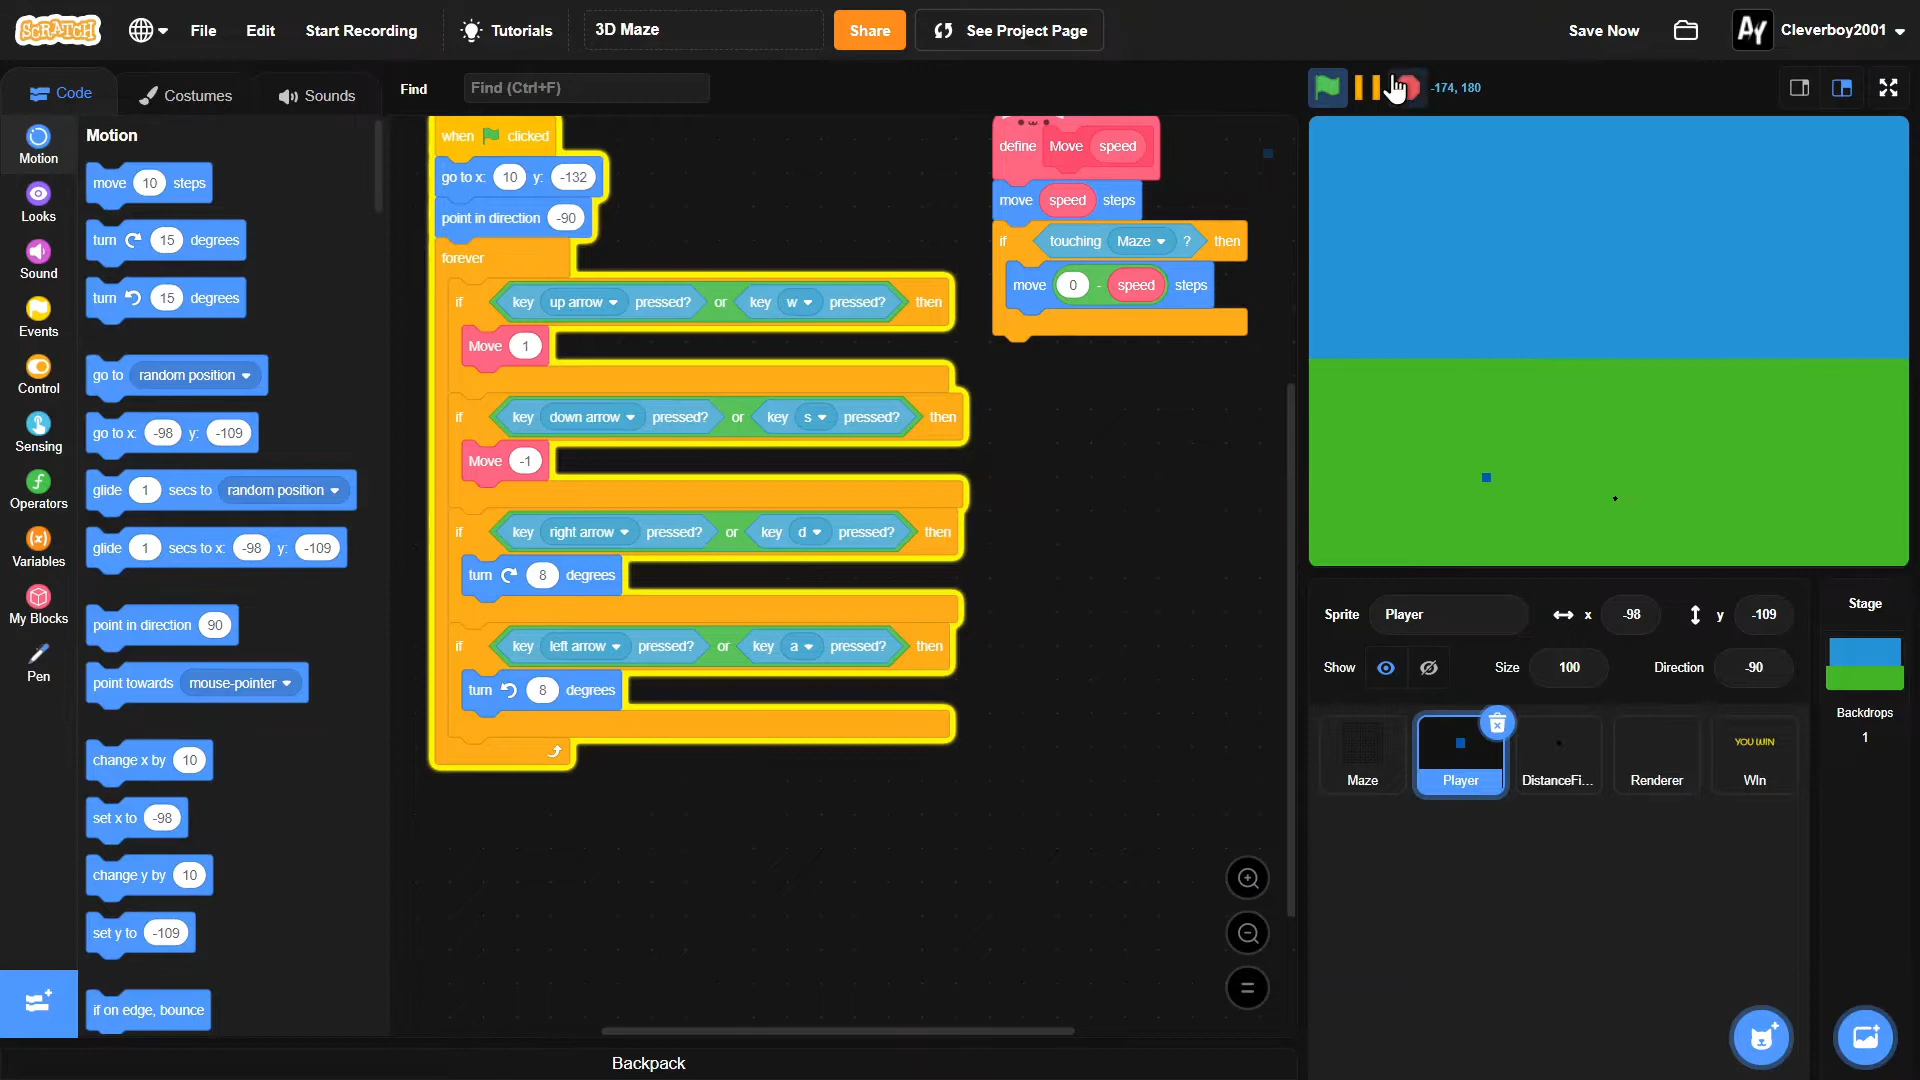 SCRATCH File Edit Start Recording Tutorials 3D Maze Share See Project Page Save Now Ay Cleverboy2001
Code Costumes Sounds Find Find (Ctrl+F) -174, 180
Motion
Looks
Sound
Events
Control
Sensing
Operators
Variables
My Blocks
Pen
Motion
move 10 steps
turn 15 degrees
turn 15 degrees
go to random position
go to x: -98 y: -109
glide 1 secs to random position
glide 1 secs to x: -98 y: -109
point in direction 90
point towards mouse-pointer
change x by 10
set x to -98
change y by 10
set y to -109
if on edge, bounce
when clicked
go to x: 10 y: -132
point in direction -90
forever
if key up arrow pressed? or key w pressed? then
Move 1
if key down arrow pressed? or key s pressed? then
Move -1
if key right arrow pressed? or key d pressed? then
turn 8 degrees
if key left arrow pressed? or key a pressed? then
turn 8 degrees
define Move speed
move speed steps
if touching Maze ? then
move 0 - speed steps
Backpack
Sprite Player x -98 y -109
Show Size 100 Direction -90
Maze Player DistanceFi... Renderer YOU WIN WIn
Stage
Backdrops
1